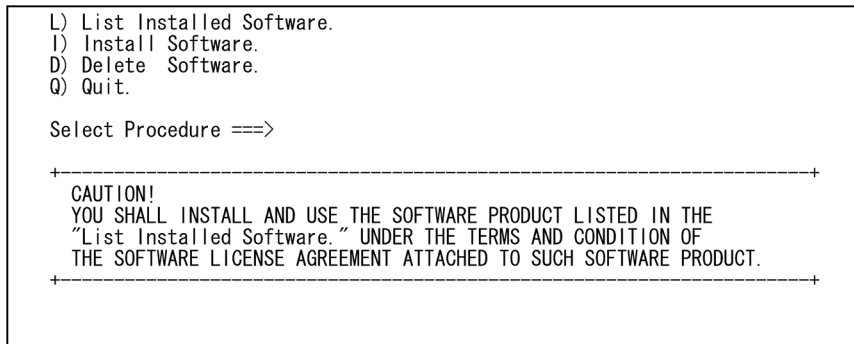 L) List Installed Software.
I) Install Software.
D) Delete  Software.
Q) Quit.
Select Procedure ===>
+----------------------------------------------------------------------+
CAUTION!
YOU SHALL INSTALL AND USE THE SOFTWARE PRODUCT LISTED IN THE
"List Installed Software." UNDER THE TERMS AND CONDITION OF
THE SOFTWARE LICENSE AGREEMENT ATTACHED TO SUCH SOFTWARE PRODUCT.
+----------------------------------------------------------------------+